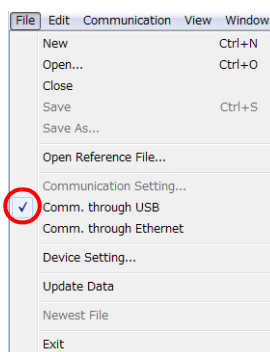 File Edit Communication View Window
New Ctrl+N
Open... Ctrl+O
Close
Save Ctrl+S
Save As...
Open Reference File...
Communication Setting...
Comm. through USB
Comm. through Ethernet
Device Setting...
Update Data
Newest File
Exit